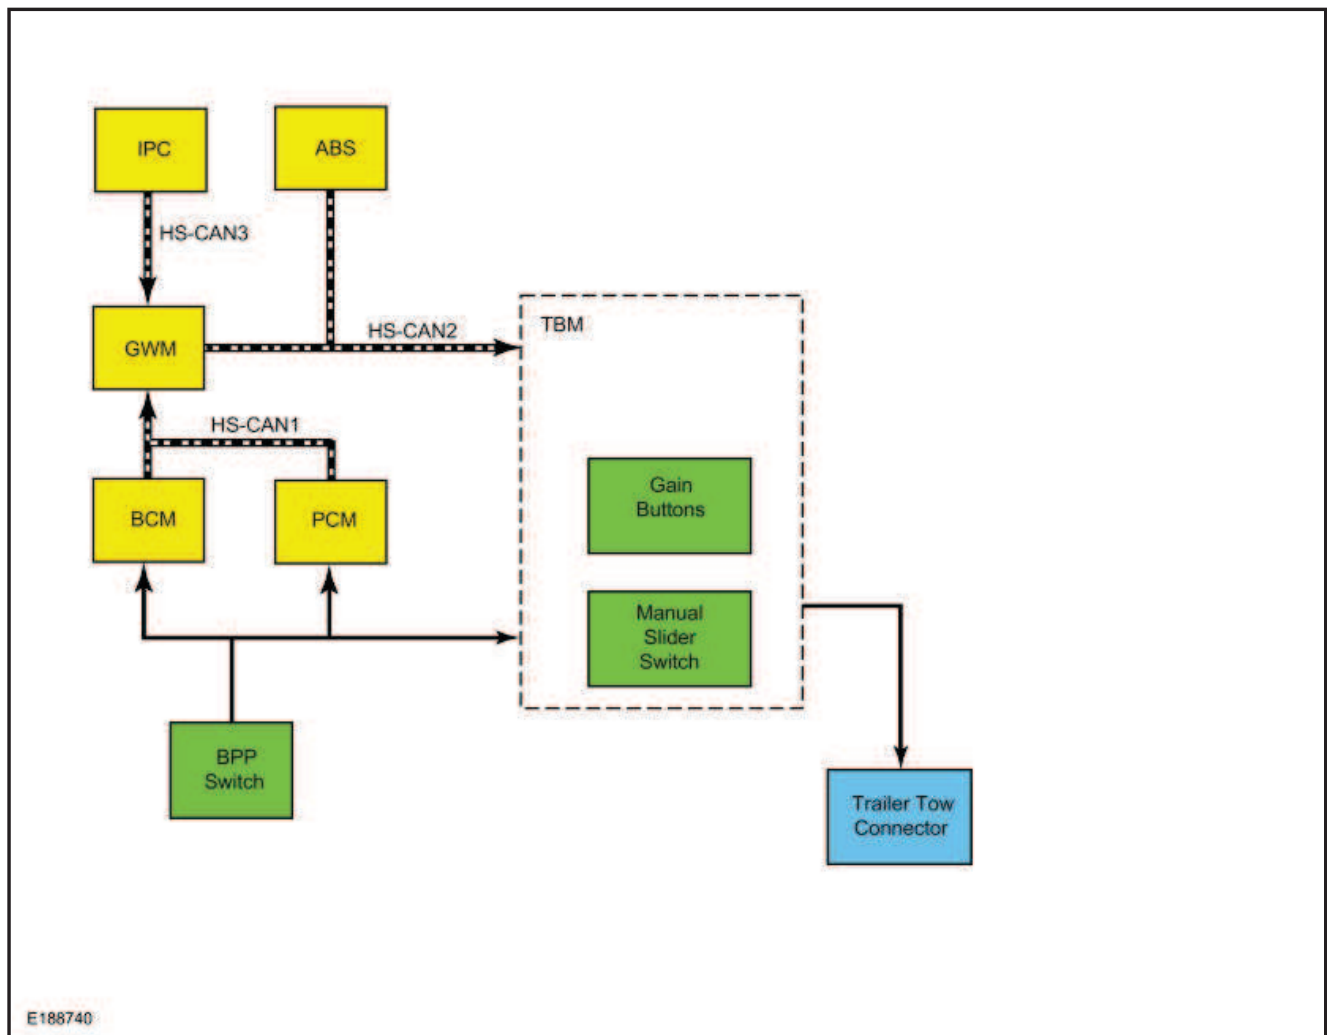 IPC
ABS
HS-CAN3
GWM
HS-CAN2
TBM
HS-CAN1
BCM
PCM
Gain
Buttons
Manual
Slider
Switch
BPP
Switch
Trailer Tow
Connector
E188740